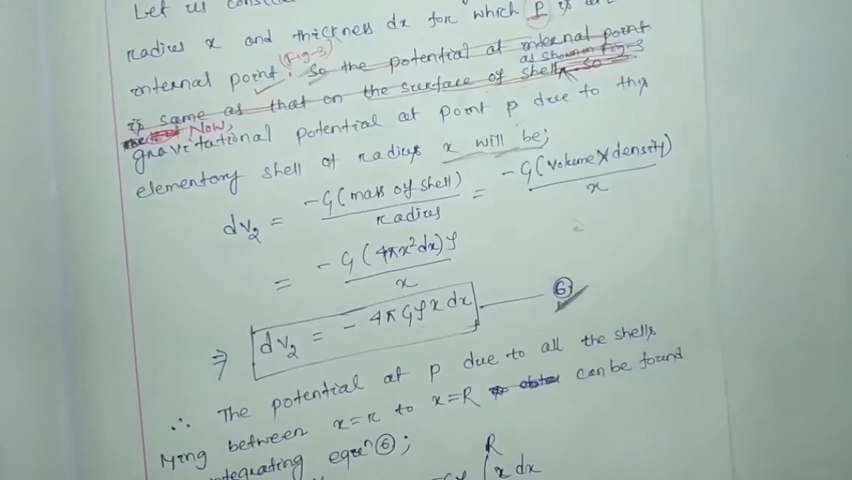 Let us
radius x and thickness dx for which P is an
(Fig-3)
internal point. So the potential at internal point
is same as that on the surface of shell as shown in Fig-3 So
Now,
gravitational potential at point p due to this
elementary shell of radius x will be;
dv₂ = -G(mass of shell)/radius = -G(volume×density)/x
= -G(4πx²dx)ρ/x
⇒ dv₂ = - 4πGρx dx — ⑥
∴ The potential at p due to all the shells
lying between x=r to x=R can be found
integrating equⁿ ⑥;
∫ᴿ x dx